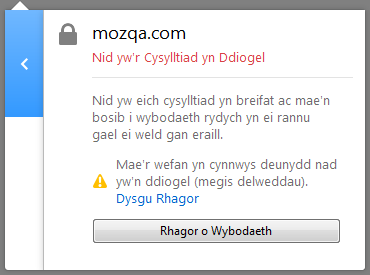 mozqa.com
Nid yw'r Cysylltiad yn Ddiogel
Nid yw eich cysylltiad yn breifat ac mae'n
bosib i wybodaeth rydych yn ei rannu
gael ei weld gan eraill.
Mae'r wefan yn cynnwys deunydd nad
yw'n ddiogel (megis delweddau).
Dysgu Rhagor
Rhagor o Wybodaeth